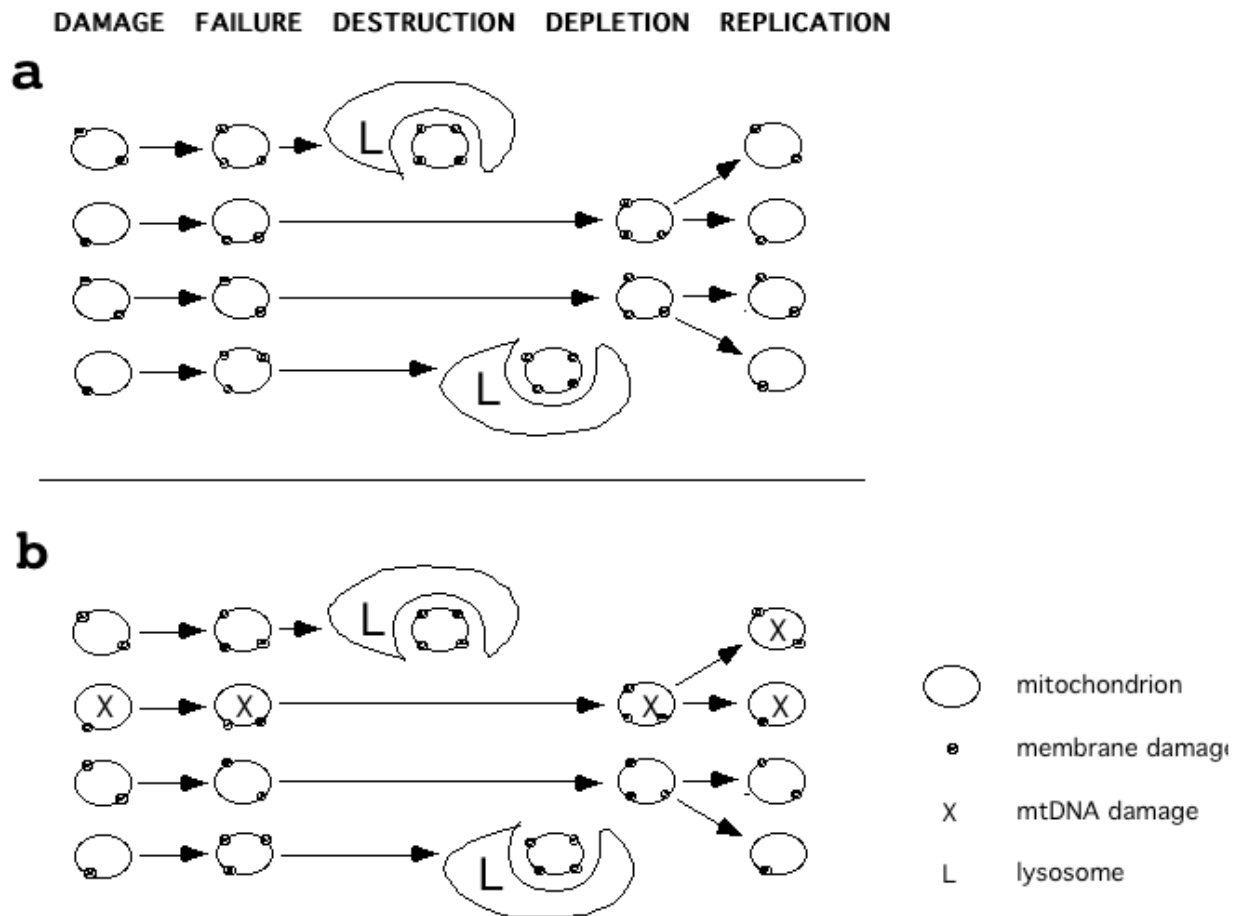 DAMAGE FAILURE DESTRUCTION DEPLETION REPLICATION
a
L
L
b
L
X
X
X
X
X
L
mitochondrion
membrane damage
X mtDNA damage
L lysosome